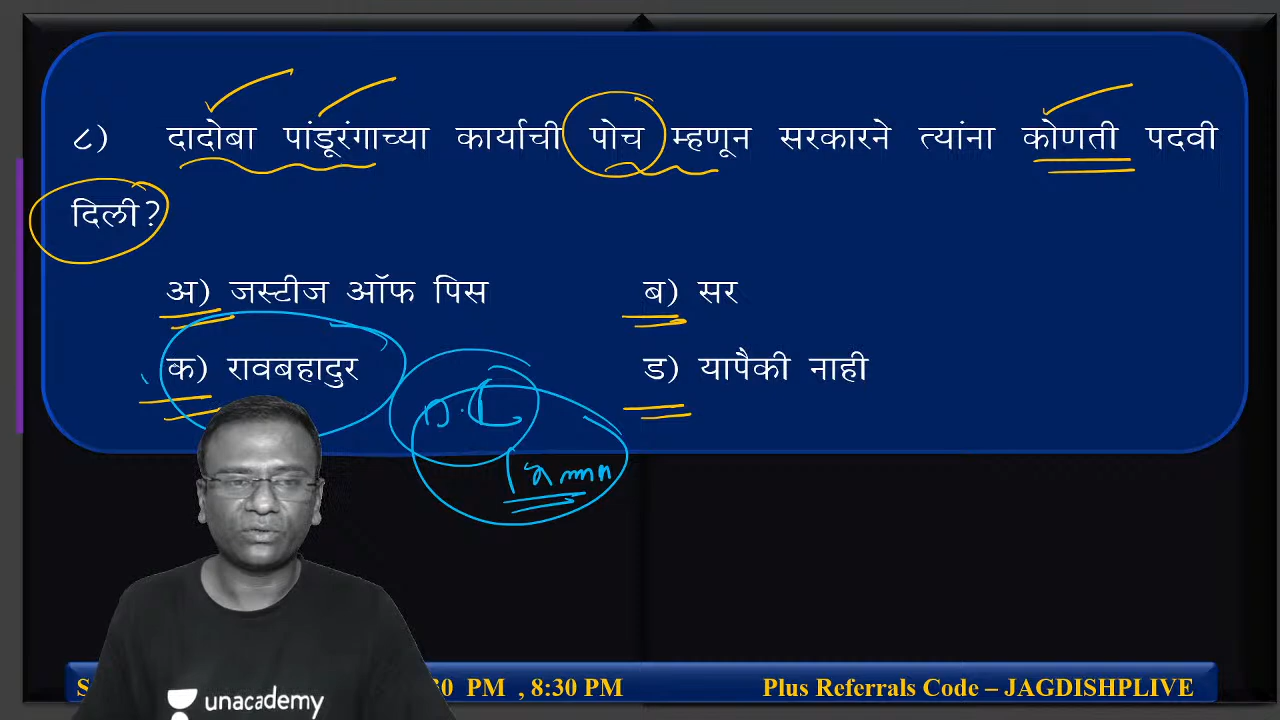 ८) दादोबा पांडूरंगाच्या कार्याची पोच म्हणून सरकारने त्यांना कोणती पदवी
दिली?
अ) जस्टीज ऑफ पिस ब) सर
क) रावबहादुर ड) यापैकी नाही
unacademy
PM , 8:30 PM Plus Referrals Code – JAGDISHPLIVE